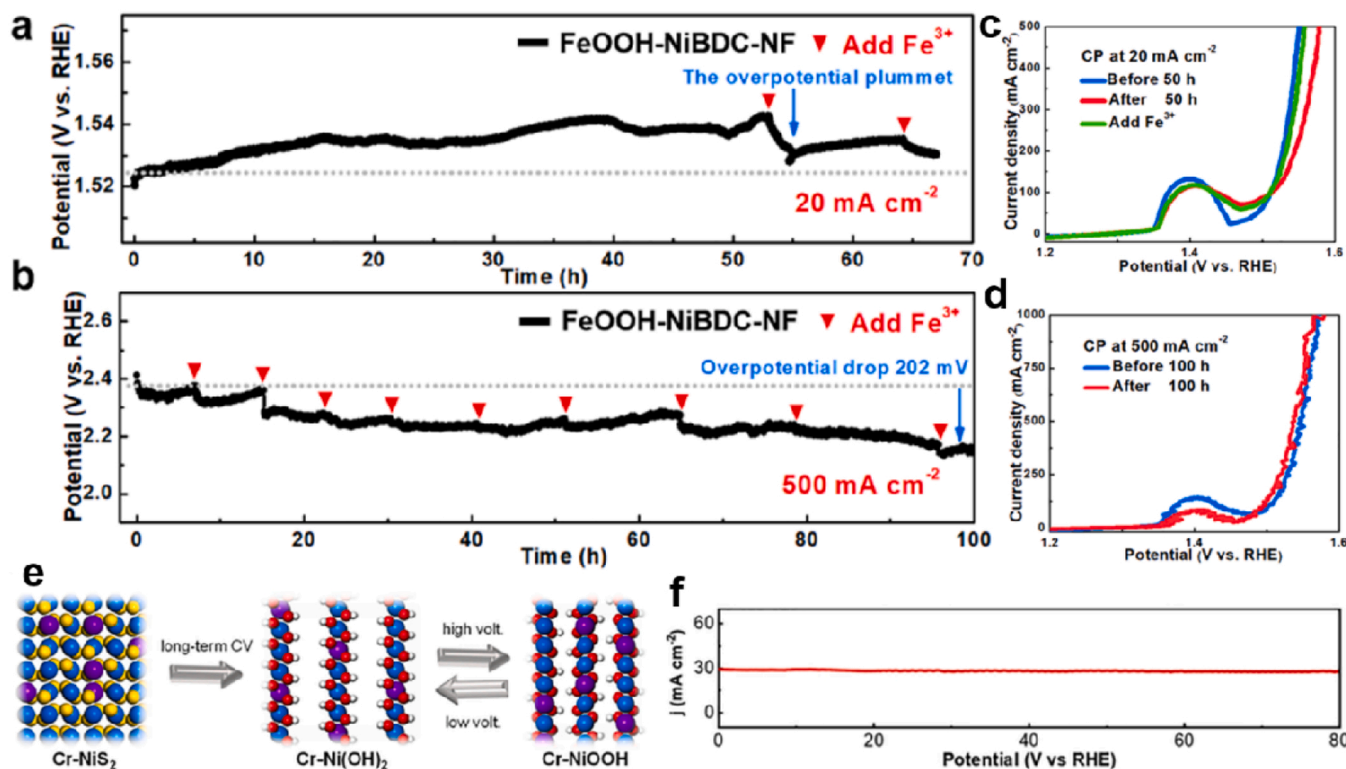 a
1.56
1.54
1.52
Potential (V vs. RHE)
FeOOH-NiBDC-NF
Add Fe³⁺
The overpotential plummet
20 mA cm⁻²
0
10
20
30
40
50
60
70
Time (h)
b
2.6
2.4
2.2
2.0
Potential (V vs. RHE)
FeOOH-NiBDC-NF
Add Fe³⁺
Overpotential drop 202 mV
500 mA cm⁻²
0
20
40
60
80
100
Time (h)
c
500
400
300
200
100
0
Current density (mA cm⁻²)
CP at 20 mA cm⁻²
Before 50 h
After 50 h
Add Fe³⁺
1.2
1.4
1.6
Potential (V vs. RHE)
d
1000
750
500
250
0
Current density (mA cm⁻²)
CP at 500 mA cm⁻²
Before 100 h
After 100 h
1.2
1.4
1.6
Potential (V vs. RHE)
e
long-term CV
high volt.
low volt.
Cr-NiS₂
Cr-Ni(OH)₂
Cr-NiOOH
f
60
30
0
j (mA cm⁻²)
0
20
40
60
80
Potential (V vs RHE)